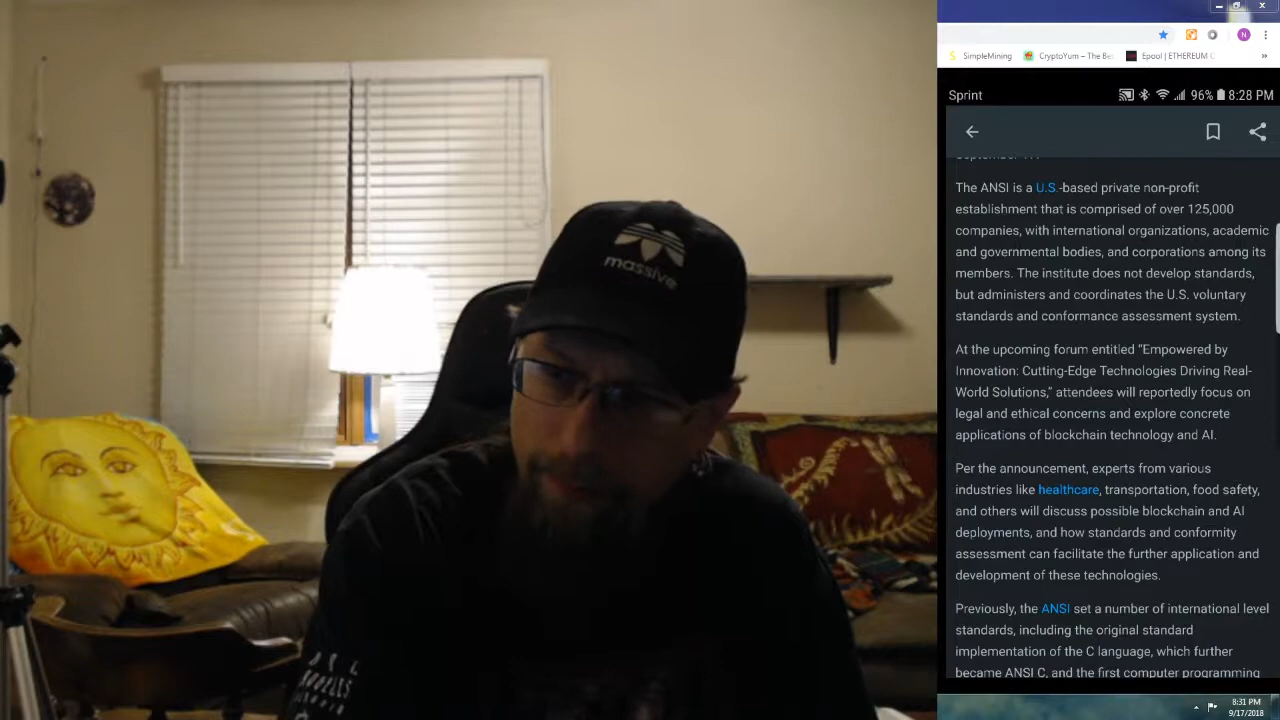 SimpleMining
CryptoYum – The Be
Epool | ETHEREUM
»
Sprint
96% 8:28 PM
The ANSI is a U.S.-based private non-profit
establishment that is comprised of over 125,000
companies, with international organizations, academic
and governmental bodies, and corporations among its
members. The institute does not develop standards,
but administers and coordinates the U.S. voluntary
standards and conformance assessment system.
At the upcoming forum entitled “Empowered by
Innovation: Cutting-Edge Technologies Driving Real-
World Solutions,” attendees will reportedly focus on
legal and ethical concerns and explore concrete
applications of blockchain technology and AI.
Per the announcement, experts from various
industries like healthcare, transportation, food safety,
and others will discuss possible blockchain and AI
deployments, and how standards and conformity
assessment can facilitate the further application and
development of these technologies.
Previously, the ANSI set a number of international level
standards, including the original standard
implementation of the C language, which further
became ANSI C, and the first computer programming
8:31 PM
9/17/2018
massive